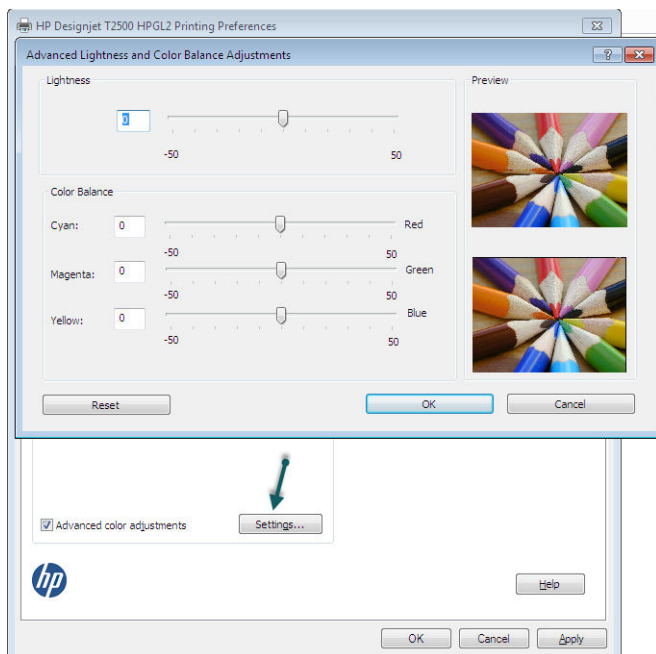 HP Designjet T2500 HPGL2 Printing Preferences
Advanced Lightness and Color Balance Adjustments
Lightness
0
-50 50
Color Balance
Cyan: 0 Red
-50 50
Magenta: 0 Green
-50 50
Yellow: 0 Blue
-50 50
Preview
Reset OK Cancel
Advanced color adjustments Settings...
hp
Help
OK Cancel Apply